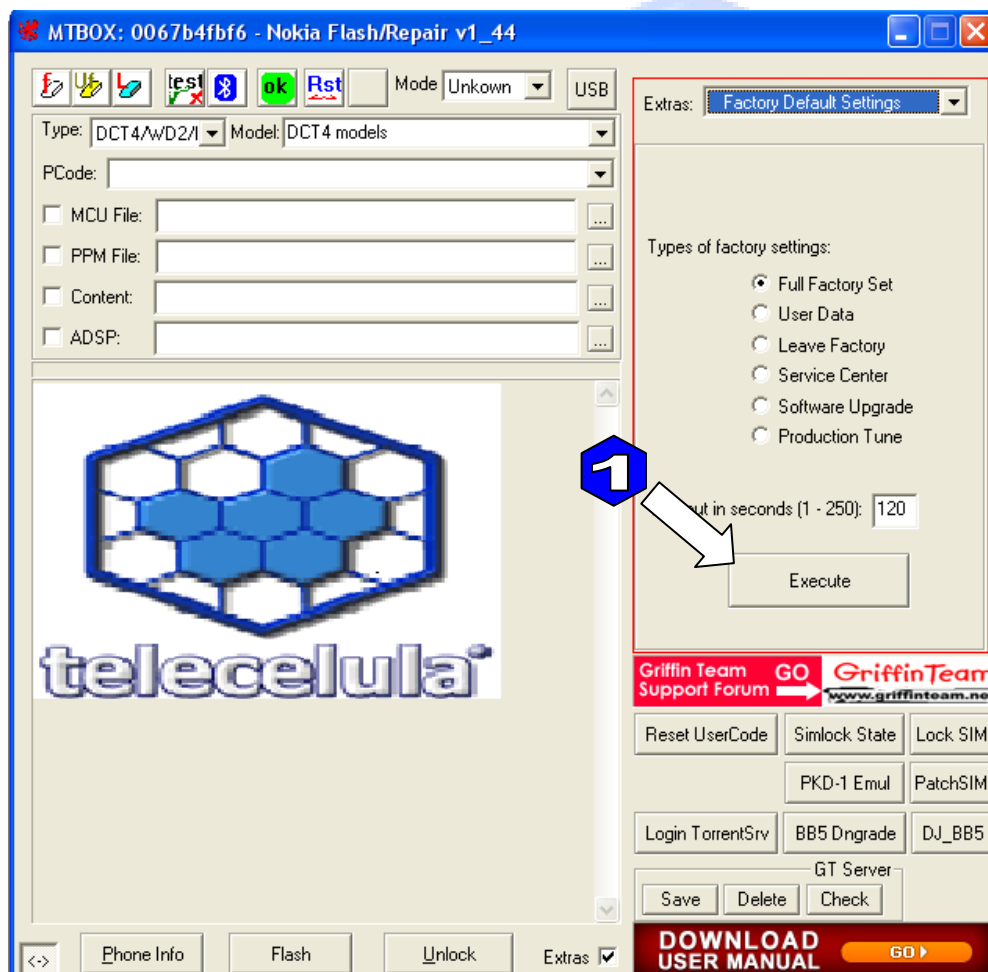 MTBOX: 0067b4fbf6 - Nokia Flash/Repair v1_44
test ok Rst Mode Unkown USB
Type: DCT4/WD2/I Model: DCT4 models
PCode:
MCU File: ...
PPM File: ...
Content: ...
ADSP: ...
telecelula
Extras: Factory Default Settings
Types of factory settings:
Full Factory Set
User Data
Leave Factory
Service Center
Software Upgrade
Production Tune
1
out in seconds (1 - 250): 120
Execute
Griffin Team GO GriffinTeam
Support Forum www.griffinteam.ne
Reset UserCode Simlock State Lock SIM
PKD-1 Emul PatchSIM
Login TorrentSrv BB5 Dngrade DJ_BB5
GT Server
Save Delete Check
DOWNLOAD
USER MANUAL GO
<-> Phone Info Flash Unlock Extras